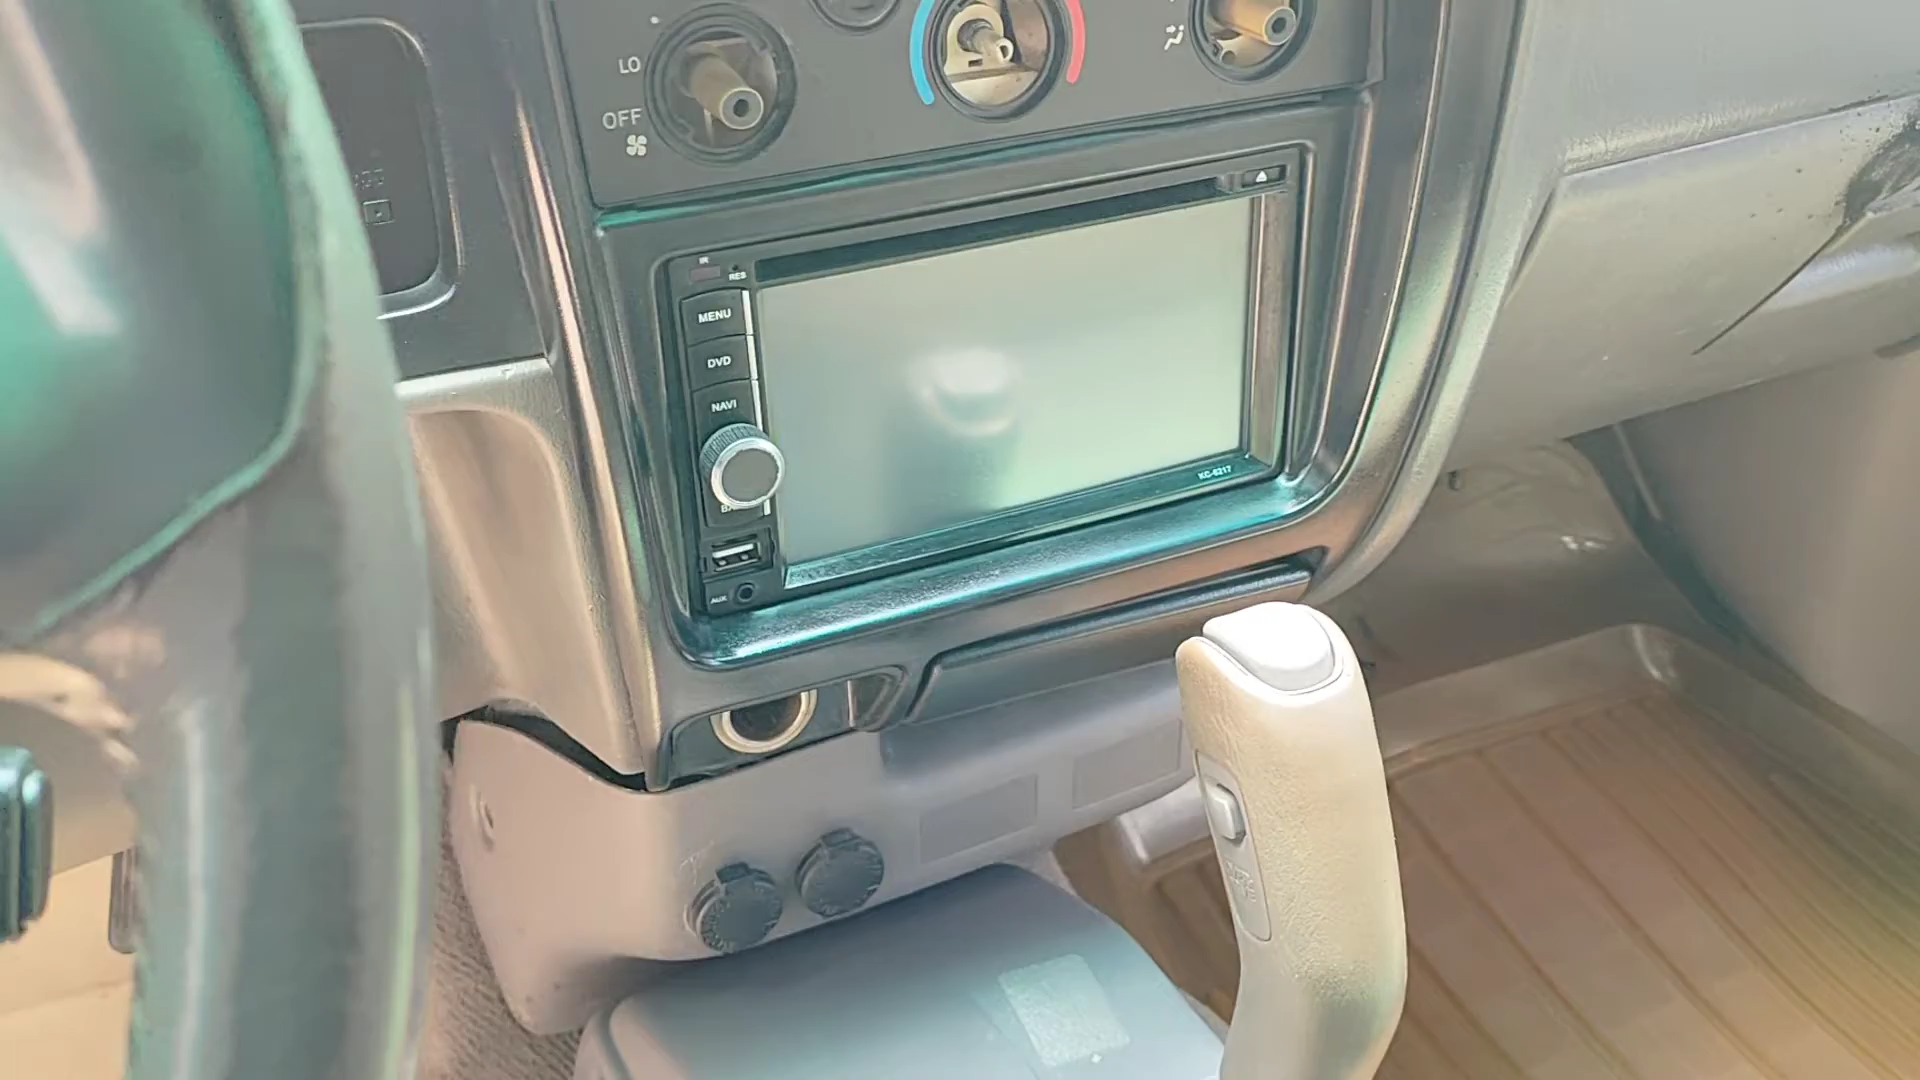 LO
OFF
IR
RES
MENU
DVD
NAVI
KC-6217
AUX